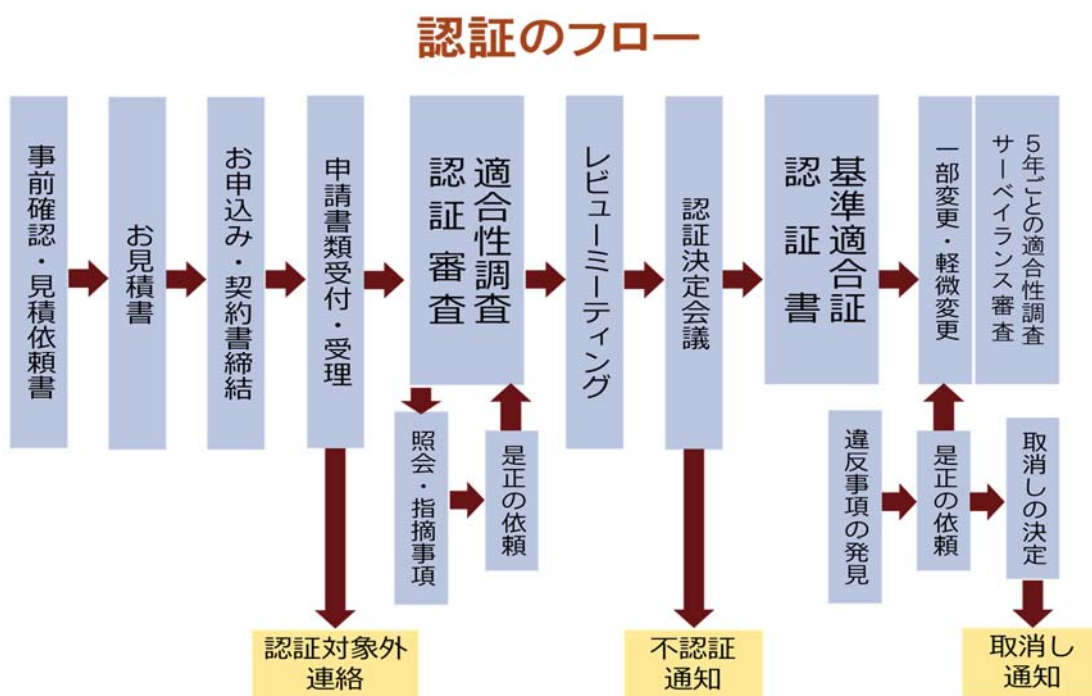 認証のフロー
事前確認・見積依頼書
お見積書
お申込み・契約書締結
申請書類受付・受理
適合性調査
認証審査
レビューミーティング
認証決定会議
基準適合証
認証書
一部変更・軽微変更
5年ごとの適合性調査
サーベイランス審査
照会・指摘事項
是正の依頼
違反事項の発見
是正の依頼
取消しの決定
認証対象外
連絡
不認証
通知
取消し
通知